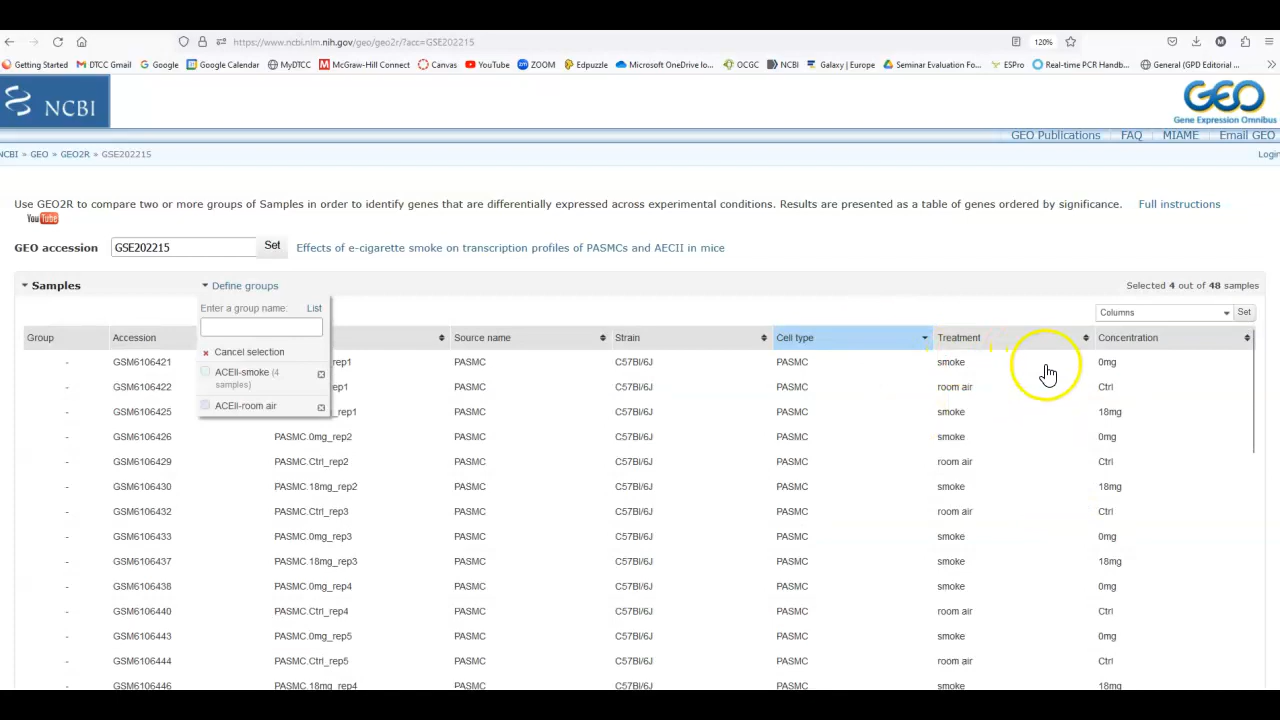 https://www.ncbi.nlm.nih.gov/geo/geo2r/?acc=GSE202215
120%
Getting Started
DTCC Gmail
Google
Google Calendar
MyDTCC
McGraw-Hill Connect
Canvas
YouTube
ZOOM
Edpuzzle
Microsoft OneDrive lo...
OCGC
NCBI
Galaxy | Europe
Seminar Evaluation Fo...
ESPro
Real-time PCR Handb...
General (GPD Editorial ...
NCBI
GEO
Gene Expression Omnibus
GEO Publications FAQ MIAME Email GEO
NCBI » GEO » GEO2R » GSE202215
Login
Use GEO2R to compare two or more groups of Samples in order to identify genes that are differentially expressed across experimental conditions. Results are presented as a table of genes ordered by significance. Full instructions
YouTube
GEO accession GSE202215 Set Effects of e-cigarette smoke on transcription profiles of PASMCs and AECII in mice
Samples Define groups Selected 4 out of 48 samples
Enter a group name: List
Columns Set
Cancel selection
ACEII-smoke (4 samples)
ACEII-room air
Group Accession Source name Strain Cell type Treatment Concentration
- GSM6106421 rep1 PASMC C57Bl/6J PASMC smoke 0mg
- GSM6106422 rep1 PASMC C57Bl/6J PASMC room air Ctrl
- GSM6106425 _rep1 PASMC C57Bl/6J PASMC smoke 18mg
- GSM6106426 PASMC.0mg_rep2 PASMC C57Bl/6J PASMC smoke 0mg
- GSM6106429 PASMC.Ctrl_rep2 PASMC C57Bl/6J PASMC room air Ctrl
- GSM6106430 PASMC.18mg_rep2 PASMC C57Bl/6J PASMC smoke 18mg
- GSM6106432 PASMC.Ctrl_rep3 PASMC C57Bl/6J PASMC room air Ctrl
- GSM6106433 PASMC.0mg_rep3 PASMC C57Bl/6J PASMC smoke 0mg
- GSM6106437 PASMC.18mg_rep3 PASMC C57Bl/6J PASMC smoke 18mg
- GSM6106438 PASMC.0mg_rep4 PASMC C57Bl/6J PASMC smoke 0mg
- GSM6106440 PASMC.Ctrl_rep4 PASMC C57Bl/6J PASMC room air Ctrl
- GSM6106443 PASMC.0mg_rep5 PASMC C57Bl/6J PASMC smoke 0mg
- GSM6106444 PASMC.Ctrl_rep5 PASMC C57Bl/6J PASMC room air Ctrl
- GSM6106446 PASMC.18mg_rep4 PASMC C57Bl/6J PASMC smoke 18mg